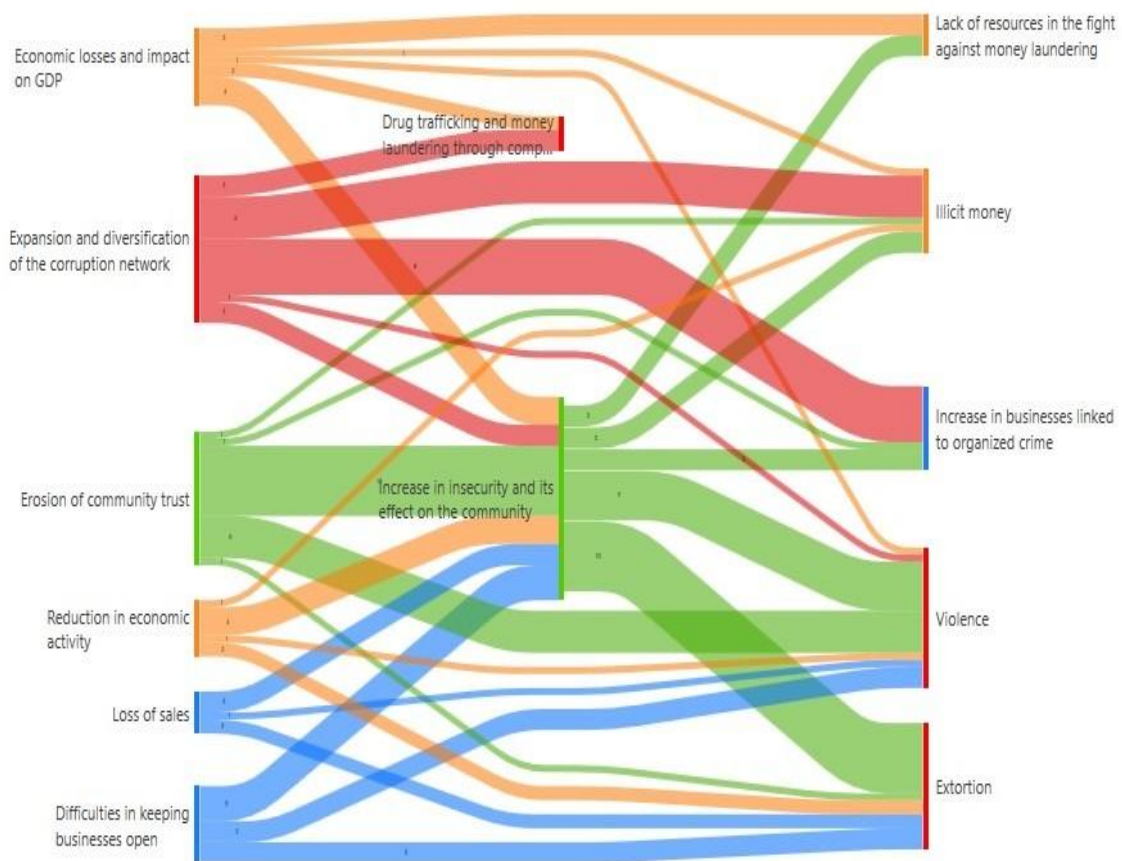 Lack of resources in the fight
against money laundering
Economic losses and impact
on GDP
Drug trafficking and money
laundering through comp...
Illicit money
Expansion and diversification
of the corruption network
Increase in businesses linked
to organized crime
Erosion of community trust
Increase in insecurity and its
effect on the community
Reduction in economic
activity
Violence
Loss of sales
Extortion
Difficulties in keeping
businesses open